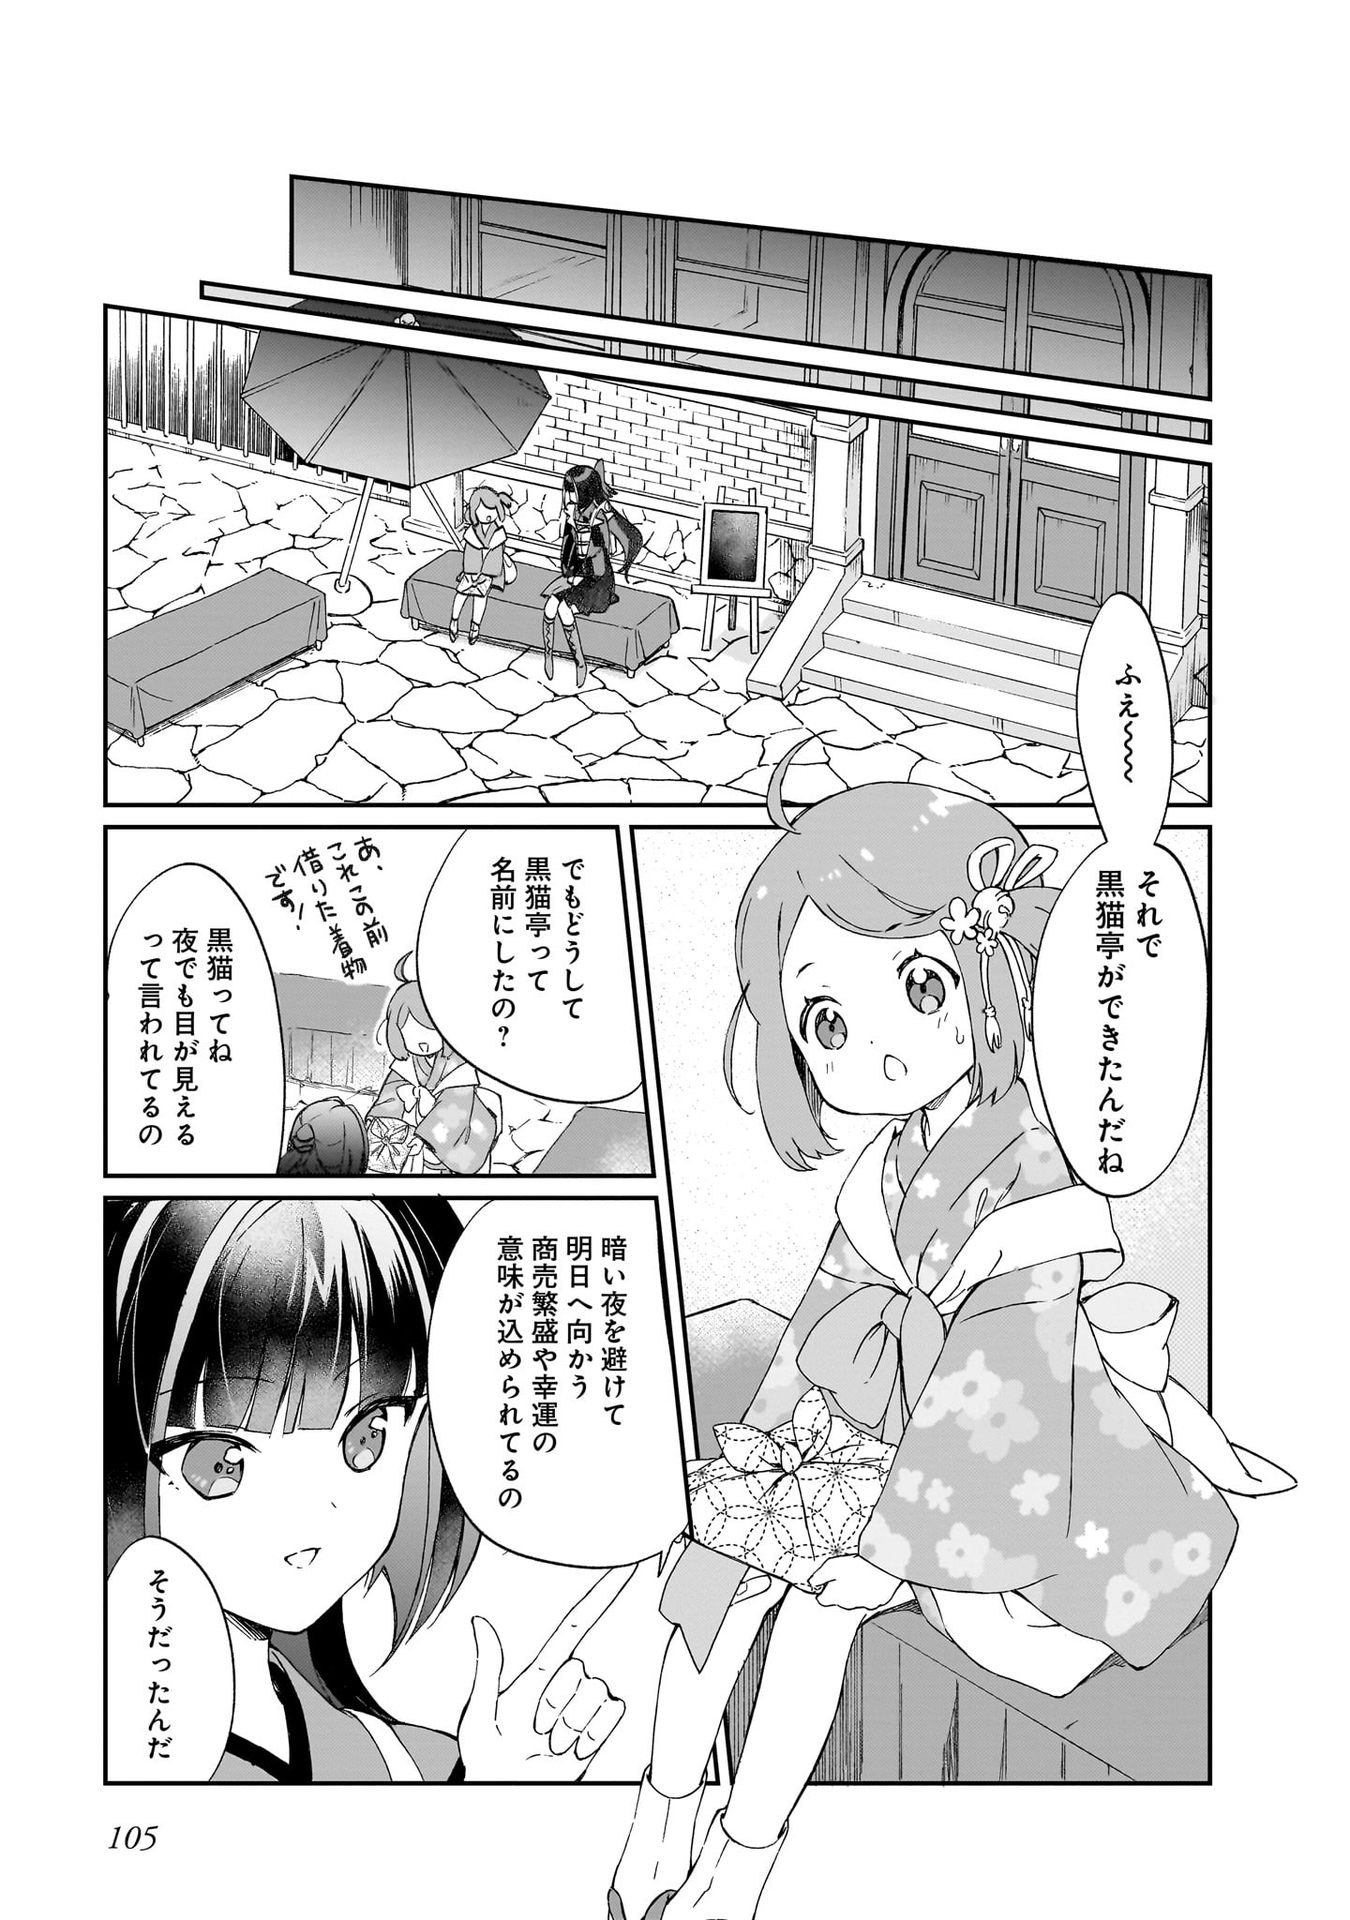 ふえ〜〜〜
それで
黒猫亭ができたんだね
でもどうして
黒猫亭って
名前にしたの？
あ、
これこの前
借りた着物
です！
黒猫ってね
夜でも目が見える
って言われてるの
暗い夜を避けて
明日へ向かう
商売繁盛や幸運の
意味が込められてるの
そうだったんだ
105